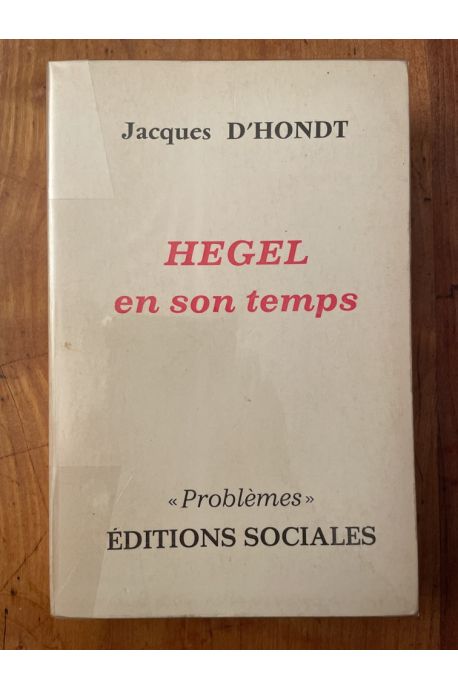 Jacques D'HONDT
HEGEL
en son temps
« Problèmes »
ÉDITIONS SOCIALES